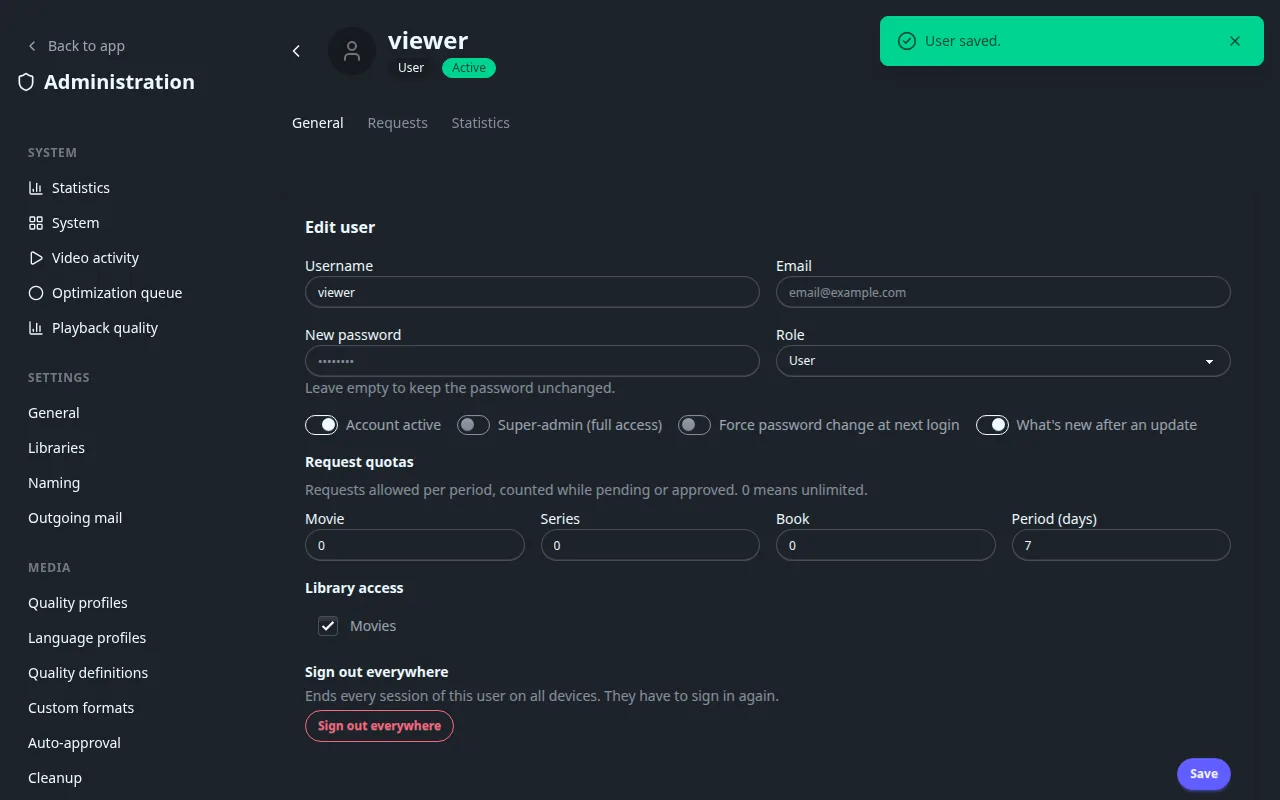 Back to app
Administration
SYSTEM
Statistics
System
Video activity
Optimization queue
Playback quality
SETTINGS
General
Libraries
Naming
Outgoing mail
MEDIA
Quality profiles
Language profiles
Quality definitions
Custom formats
Auto-approval
Cleanup
viewer
User Active
User saved.
General Requests Statistics
Edit user
Username Email
viewer email@example.com
New password Role
•••••••• User
Leave empty to keep the password unchanged.
Account active Super-admin (full access) Force password change at next login What's new after an update
Request quotas
Requests allowed per period, counted while pending or approved. 0 means unlimited.
Movie Series Book Period (days)
0 0 0 7
Library access
Movies
Sign out everywhere
Ends every session of this user on all devices. They have to sign in again.
Sign out everywhere
Save